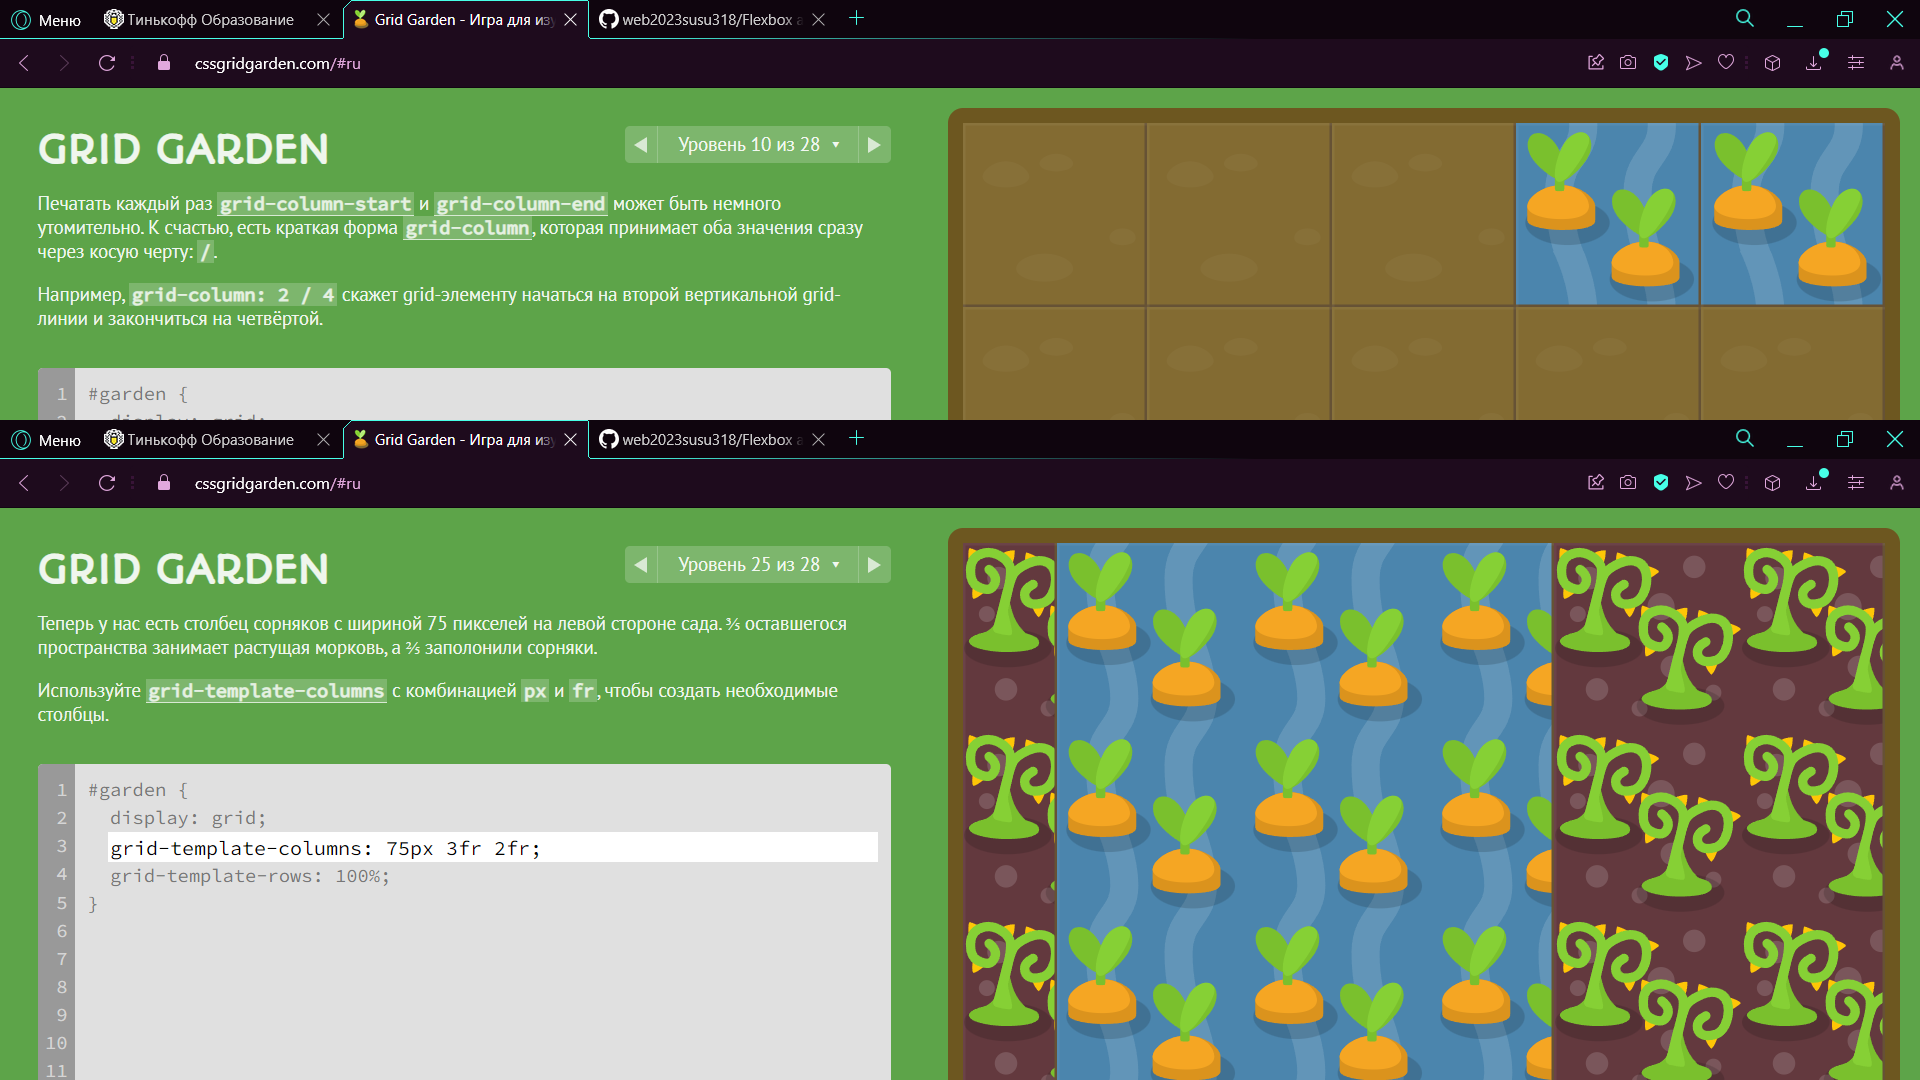 Меню
Тинькофф Образование
Grid Garden - Игра для из
web2023susu318/Flexbox a
cssgridgarden.com/#ru
GRID GARDEN
Уровень 10 из 28
Печатать каждый раз grid-column-start и grid-column-end может быть немного
утомительно. К счастью, есть краткая форма grid-column, которая принимает оба значения сразу
через косую черту: /.
Например, grid-column: 2 / 4 скажет grid-элементу начаться на второй вертикальной grid-
линии и закончиться на четвёртой.
1 #garden {
2 display: grid;
Меню
Тинькофф Образование
Grid Garden - Игра для из
web2023susu318/Flexbox a
cssgridgarden.com/#ru
GRID GARDEN
Уровень 25 из 28
Теперь у нас есть столбец сорняков с шириной 75 пикселей на левой стороне сада. ⅗ оставшегося
пространства занимает растущая морковь, а ⅖ заполонили сорняки.
Используйте grid-template-columns с комбинацией px и fr, чтобы создать необходимые
столбцы.
1 #garden {
2 display: grid;
3 grid-template-columns: 75px 3fr 2fr;
4 grid-template-rows: 100%;
5 }
6
7
8
9
10
11